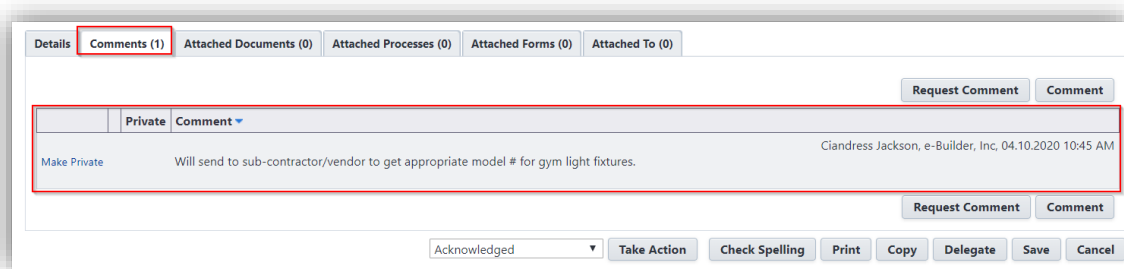 Details Comments (1) Attached Documents (0) Attached Processes (0) Attached Forms (0) Attached To (0)
Request Comment Comment
Private Comment
Ciandress Jackson, e-Builder, Inc, 04.10.2020 10:45 AM
Make Private Will send to sub-contractor/vendor to get appropriate model # for gym light fixtures.
Request Comment Comment
Acknowledged Take Action Check Spelling Print Copy Delegate Save Cancel